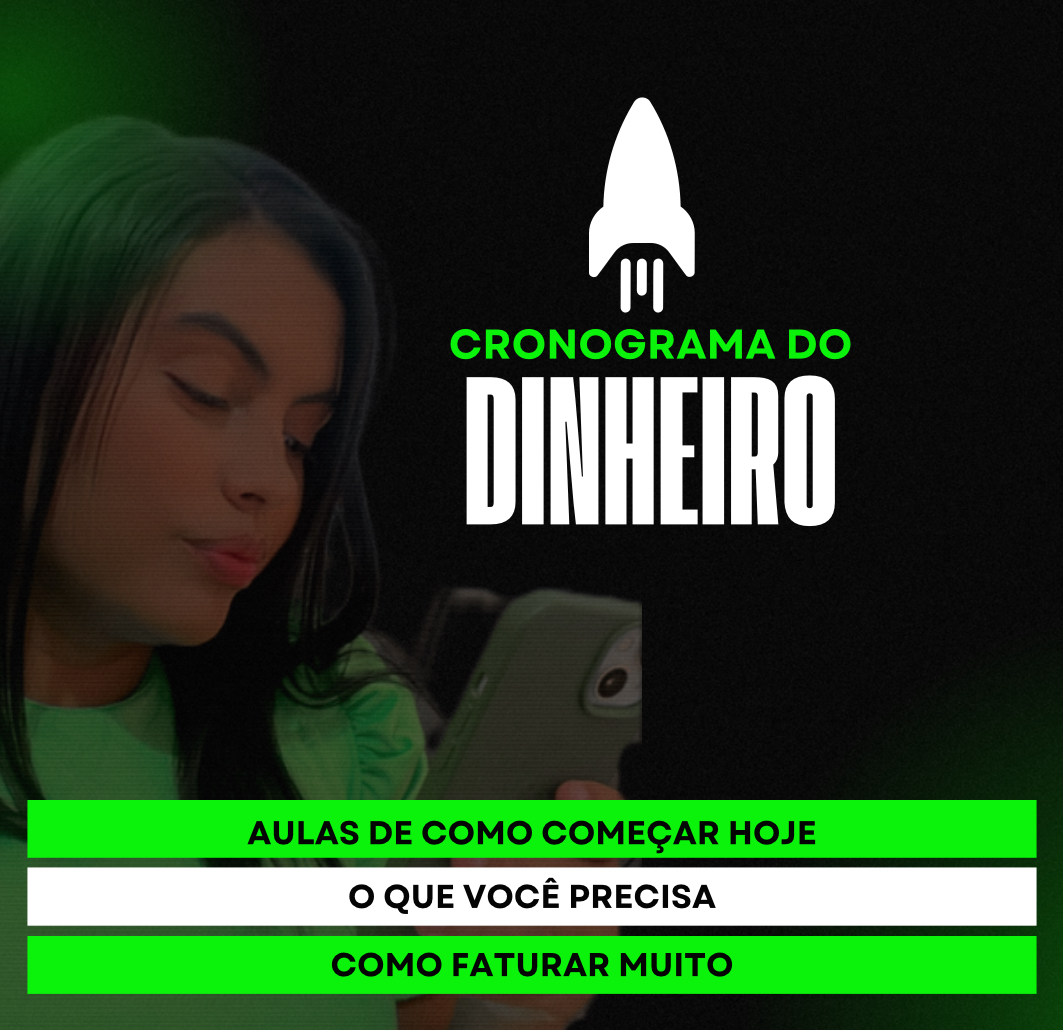 CRONOGRAMA DO
DINHEIRO
AULAS DE COMO COMEÇAR HOJE
O QUE VOCÊ PRECISA
COMO FATURAR MUITO